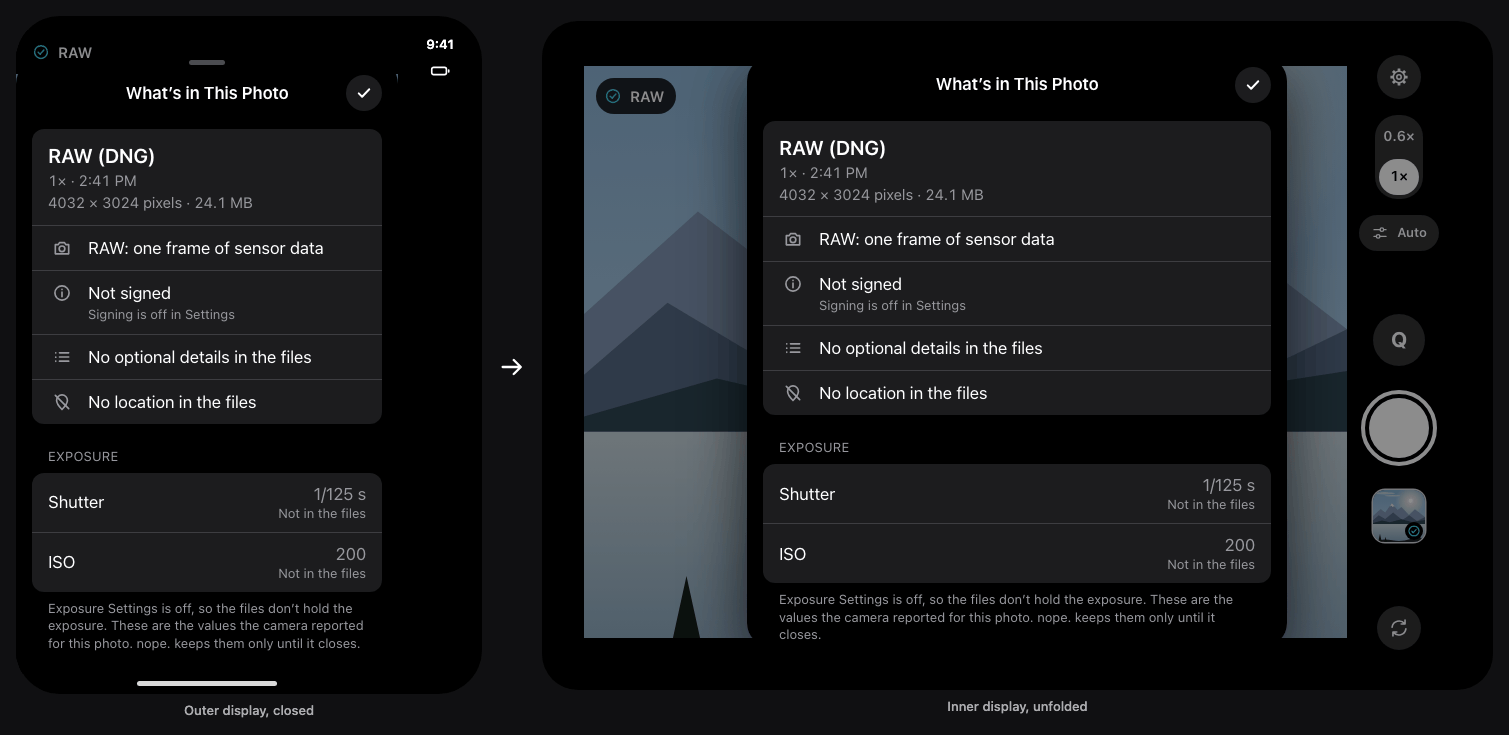 RAW
9:41
What's in This Photo
RAW (DNG)
1× · 2:41 PM
4032 × 3024 pixels · 24.1 MB
RAW: one frame of sensor data
Not signed
Signing is off in Settings
No optional details in the files
No location in the files
EXPOSURE
Shutter
1/125 s
Not in the files
ISO
200
Not in the files
Exposure Settings is off, so the files don’t hold the
exposure. These are the values the camera reported
for this photo. nope. keeps them only until it closes.
Outer display, closed
RAW
What’s in This Photo
RAW (DNG)
1× · 2:41 PM
4032 × 3024 pixels · 24.1 MB
RAW: one frame of sensor data
Not signed
Signing is off in Settings
No optional details in the files
No location in the files
EXPOSURE
Shutter
1/125 s
Not in the files
ISO
200
Not in the files
Exposure Settings is off, so the files don’t hold the exposure. These are the
values the camera reported for this photo. nope. keeps them only until it
closes.
0.6×
1×
Auto
Q
Inner display, unfolded